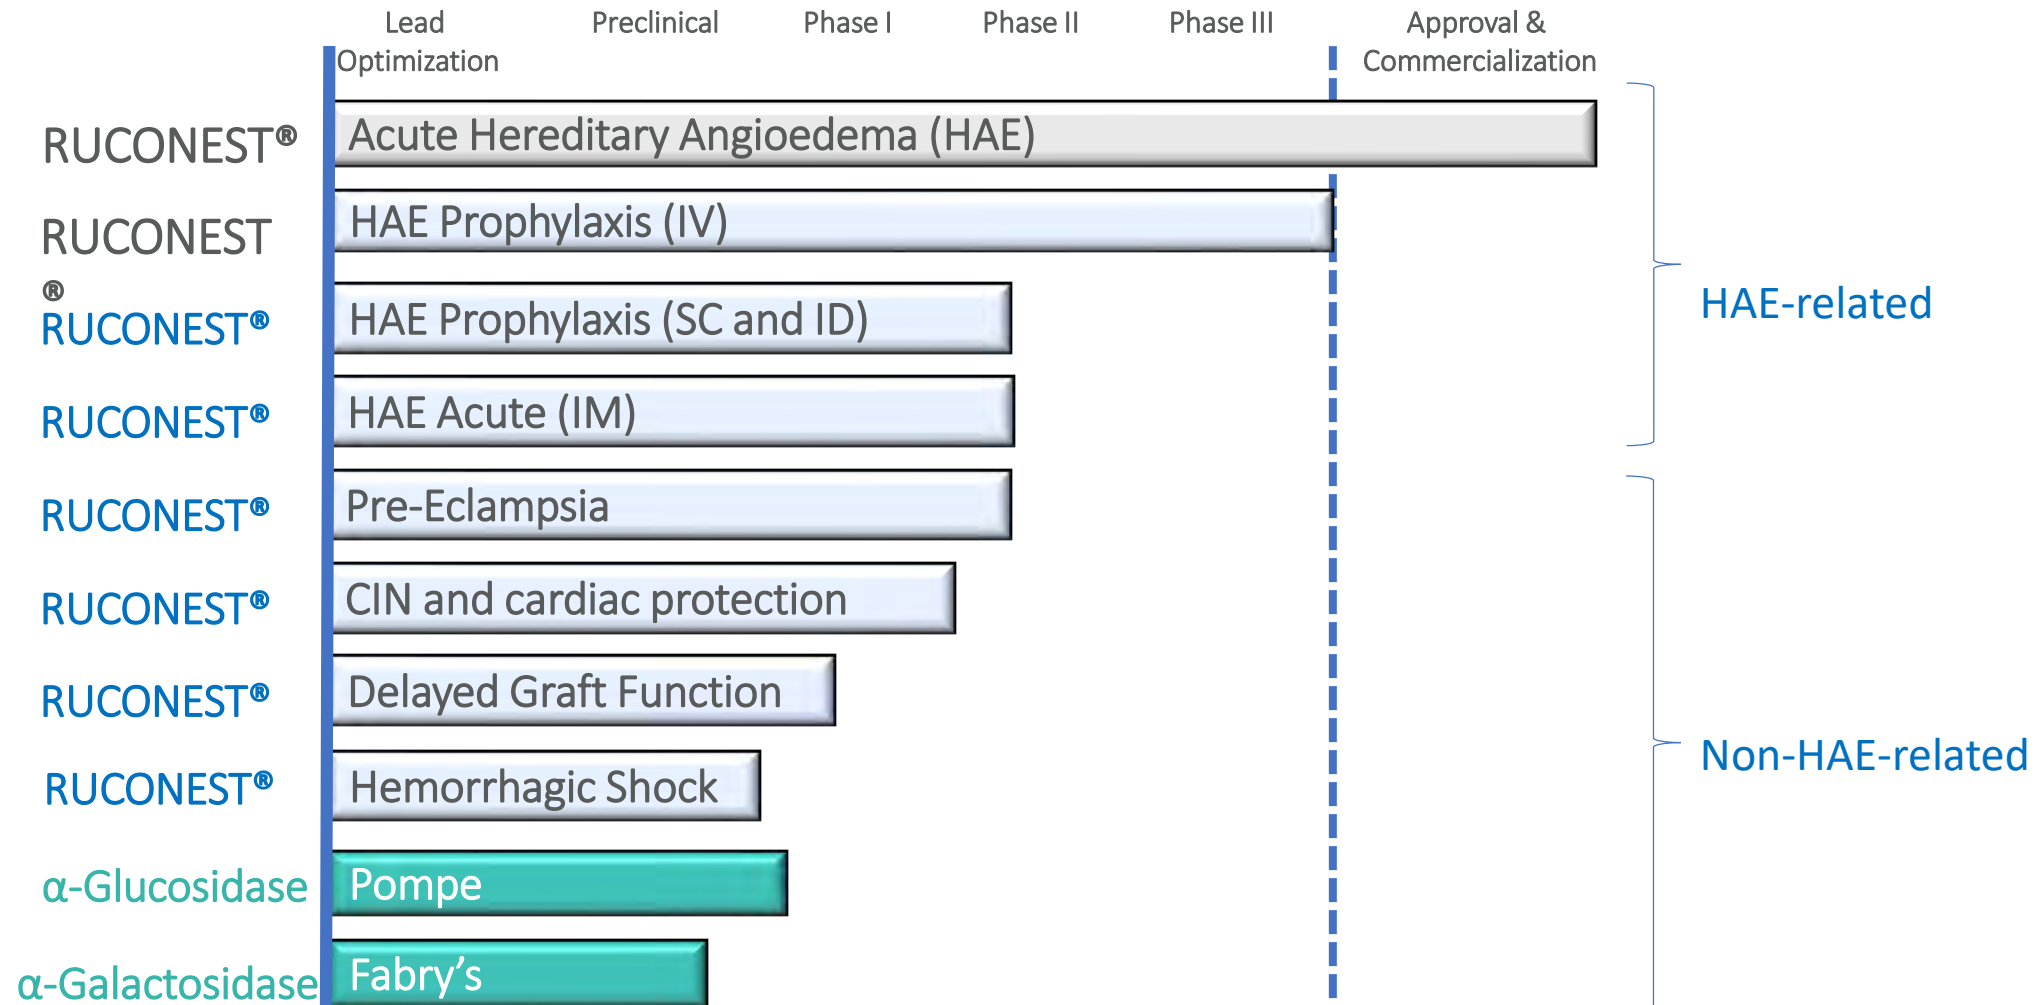 Lead Preclinical Phase I Phase II Phase III Approval &
Optimization Commercialization
RUCONEST® Acute Hereditary Angioedema (HAE)
RUCONEST HAE Prophylaxis (IV)
®
RUCONEST® HAE Prophylaxis (SC and ID)
HAE-related
RUCONEST® HAE Acute (IM)
RUCONEST® Pre-Eclampsia
RUCONEST® CIN and cardiac protection
RUCONEST® Delayed Graft Function
Non-HAE-related
RUCONEST® Hemorrhagic Shock
α-Glucosidase Pompe
α-Galactosidase Fabry’s